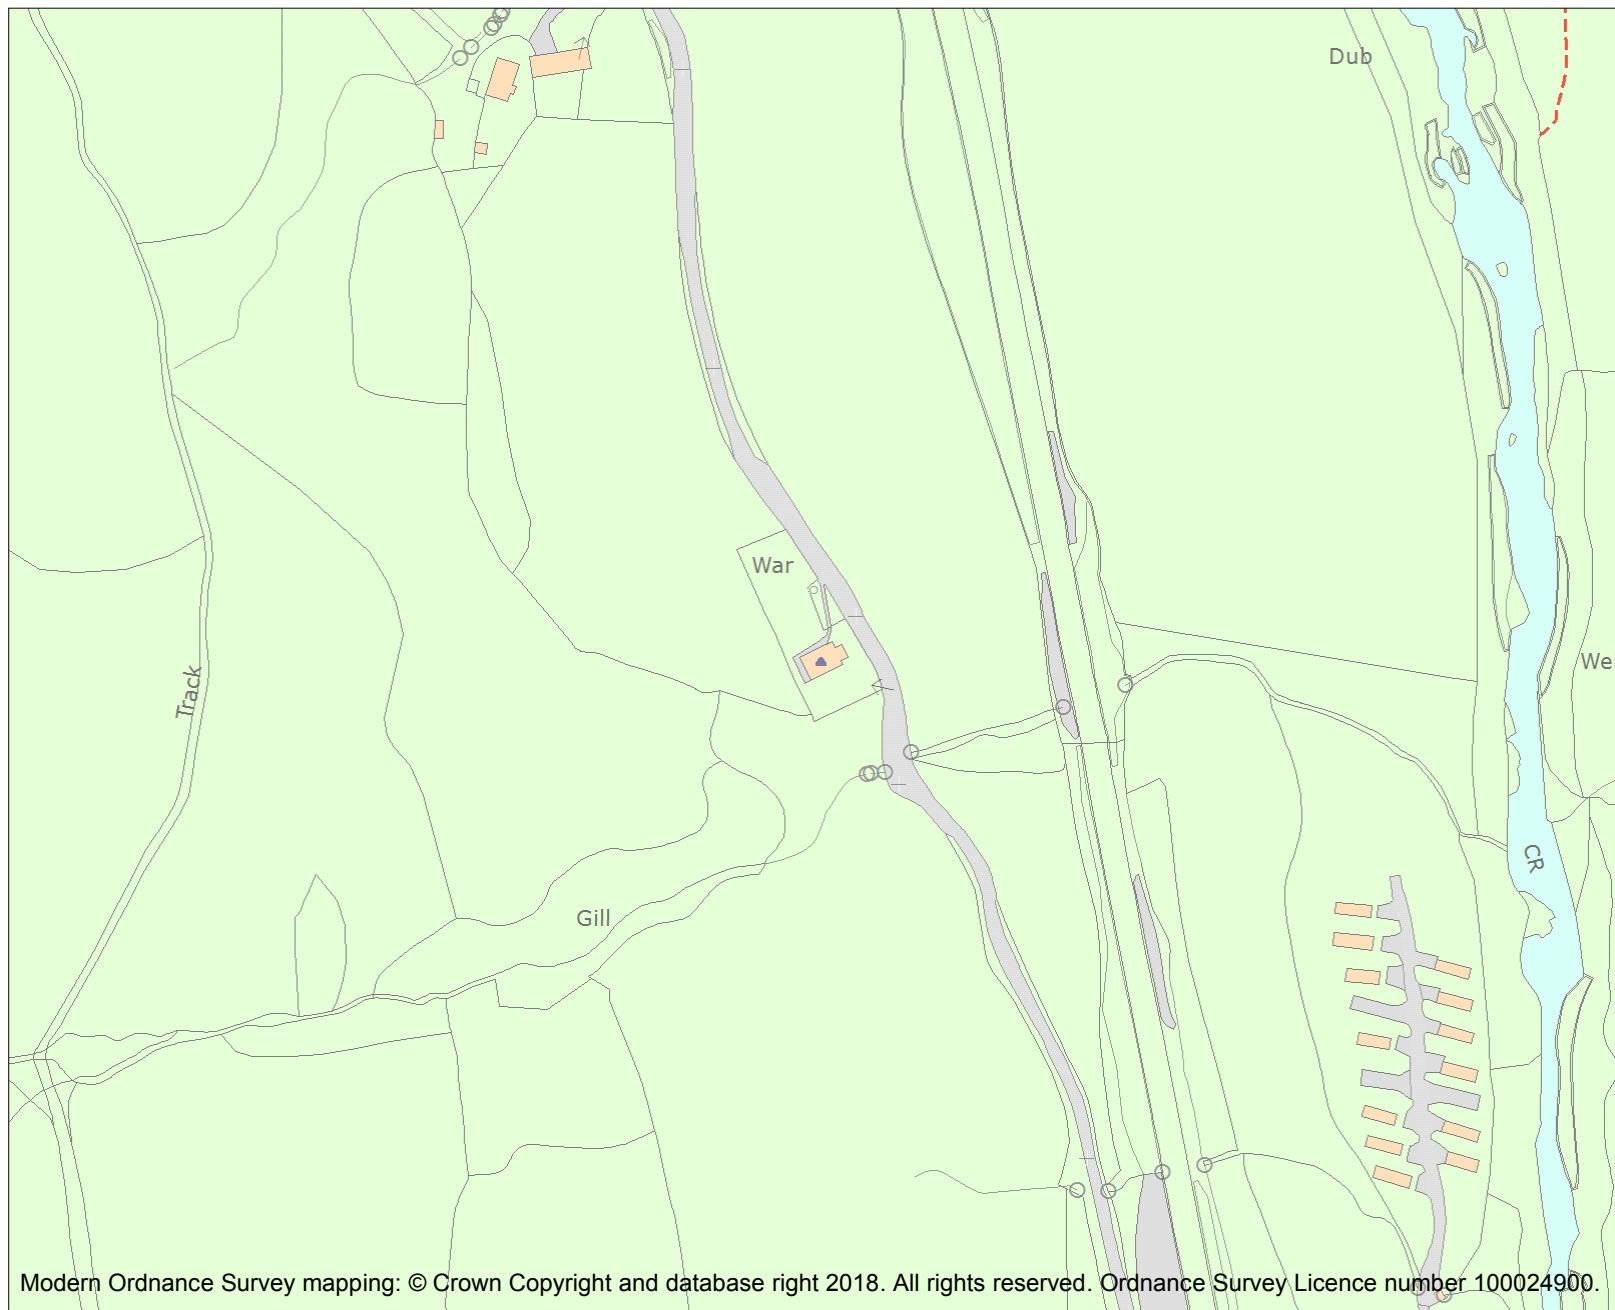 Dub
War
We
Track
CR
Gill
Modern Ordnance Survey mapping: © Crown Copyright and database right 2018. All rights reserved. Ordnance Survey Licence number 100024900.